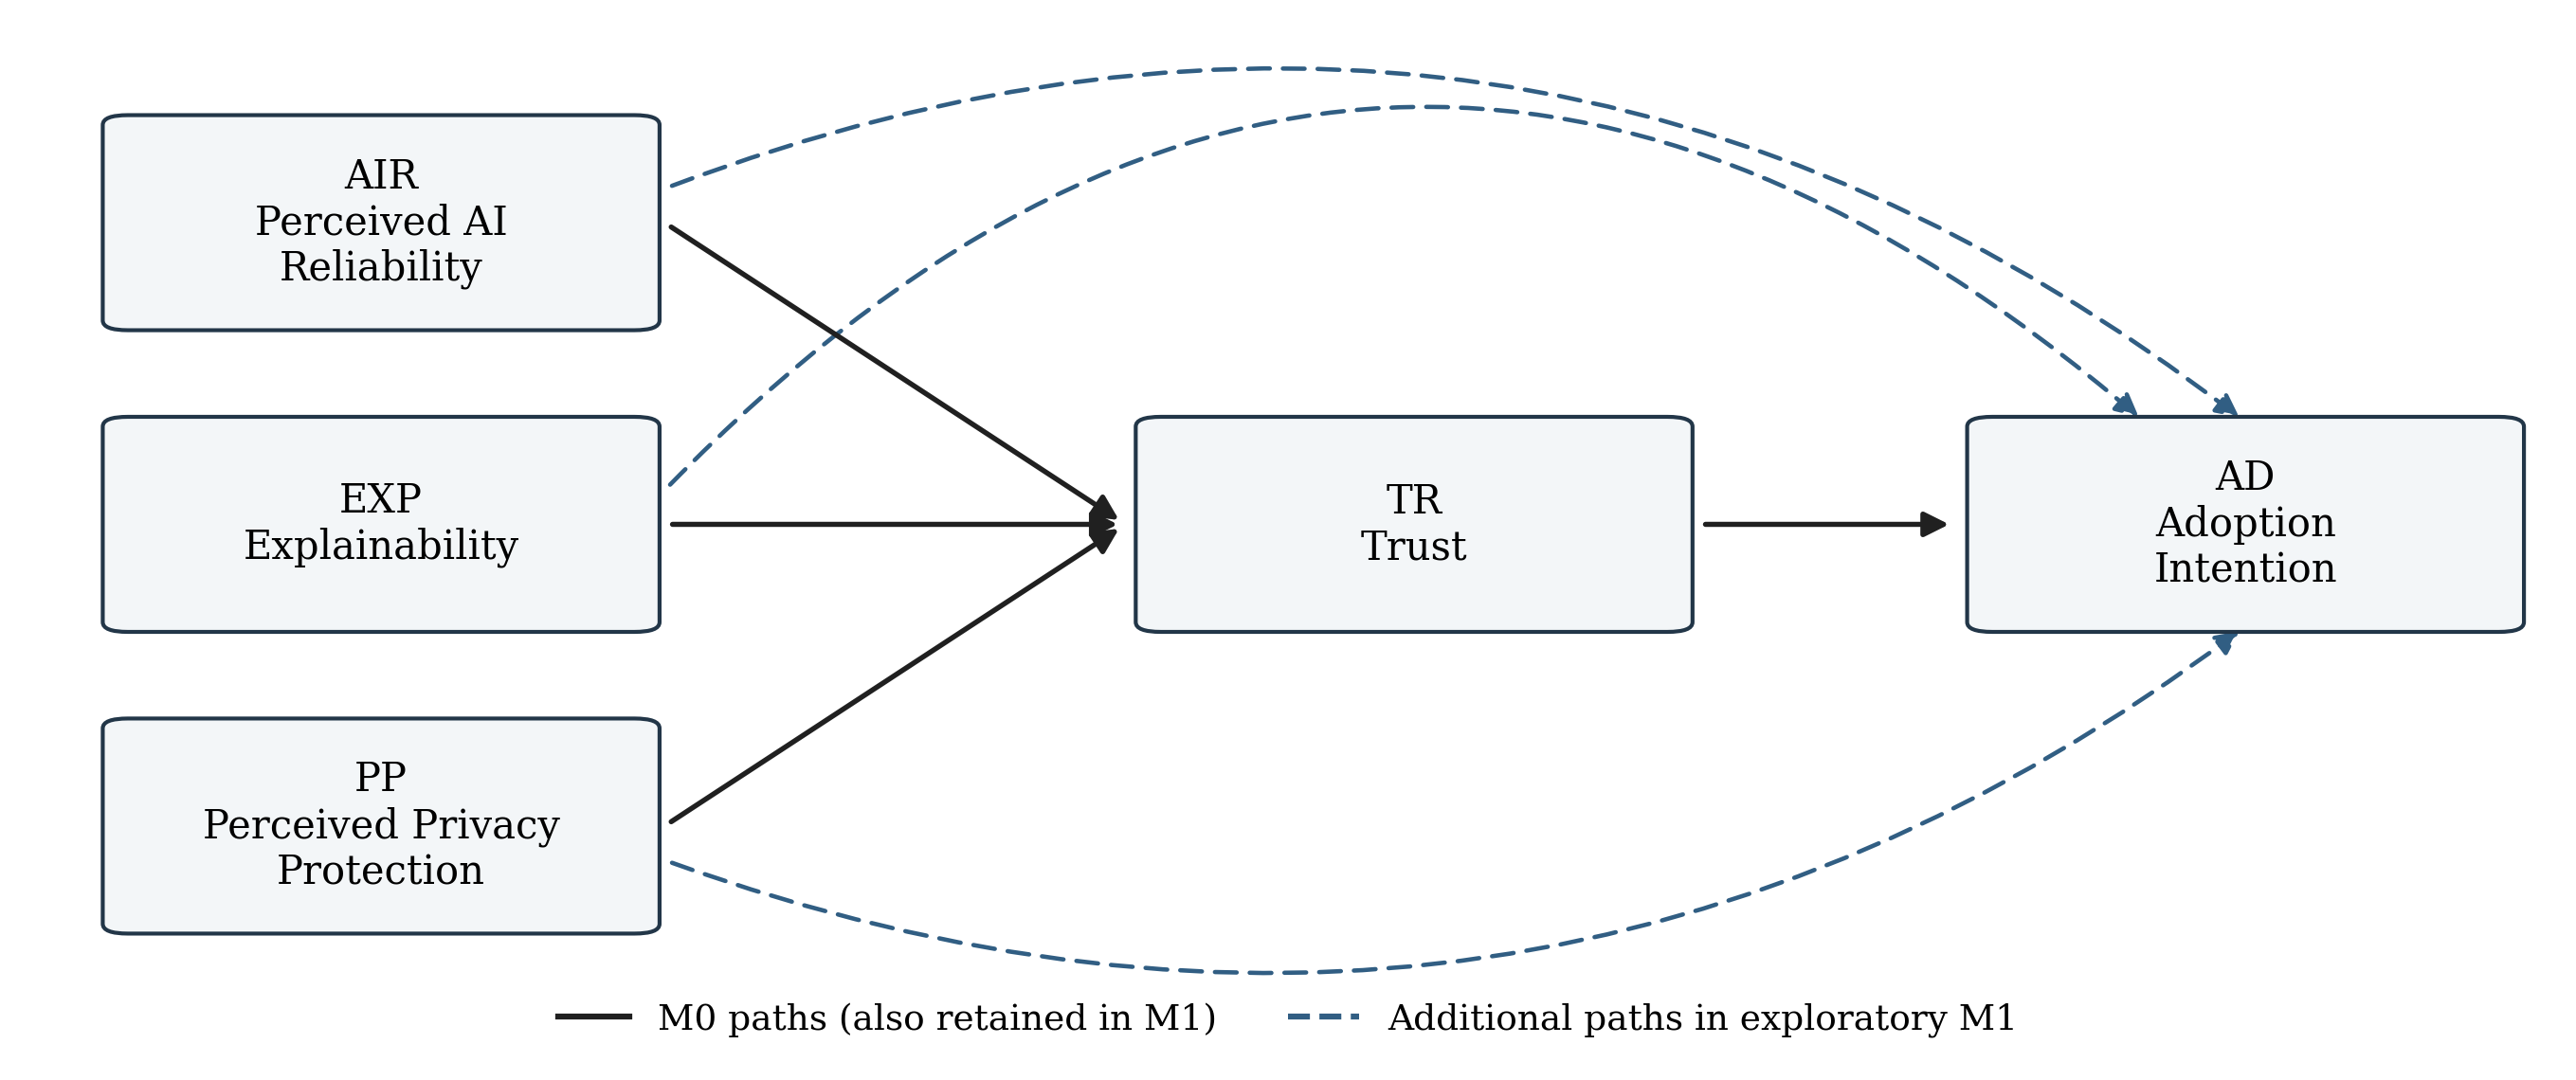 AIR
Perceived AI
Reliability
EXP
Explainability
PP
Perceived Privacy
Protection
TR
Trust
AD
Adoption
Intention
M0 paths (also retained in M1)
Additional paths in exploratory M1